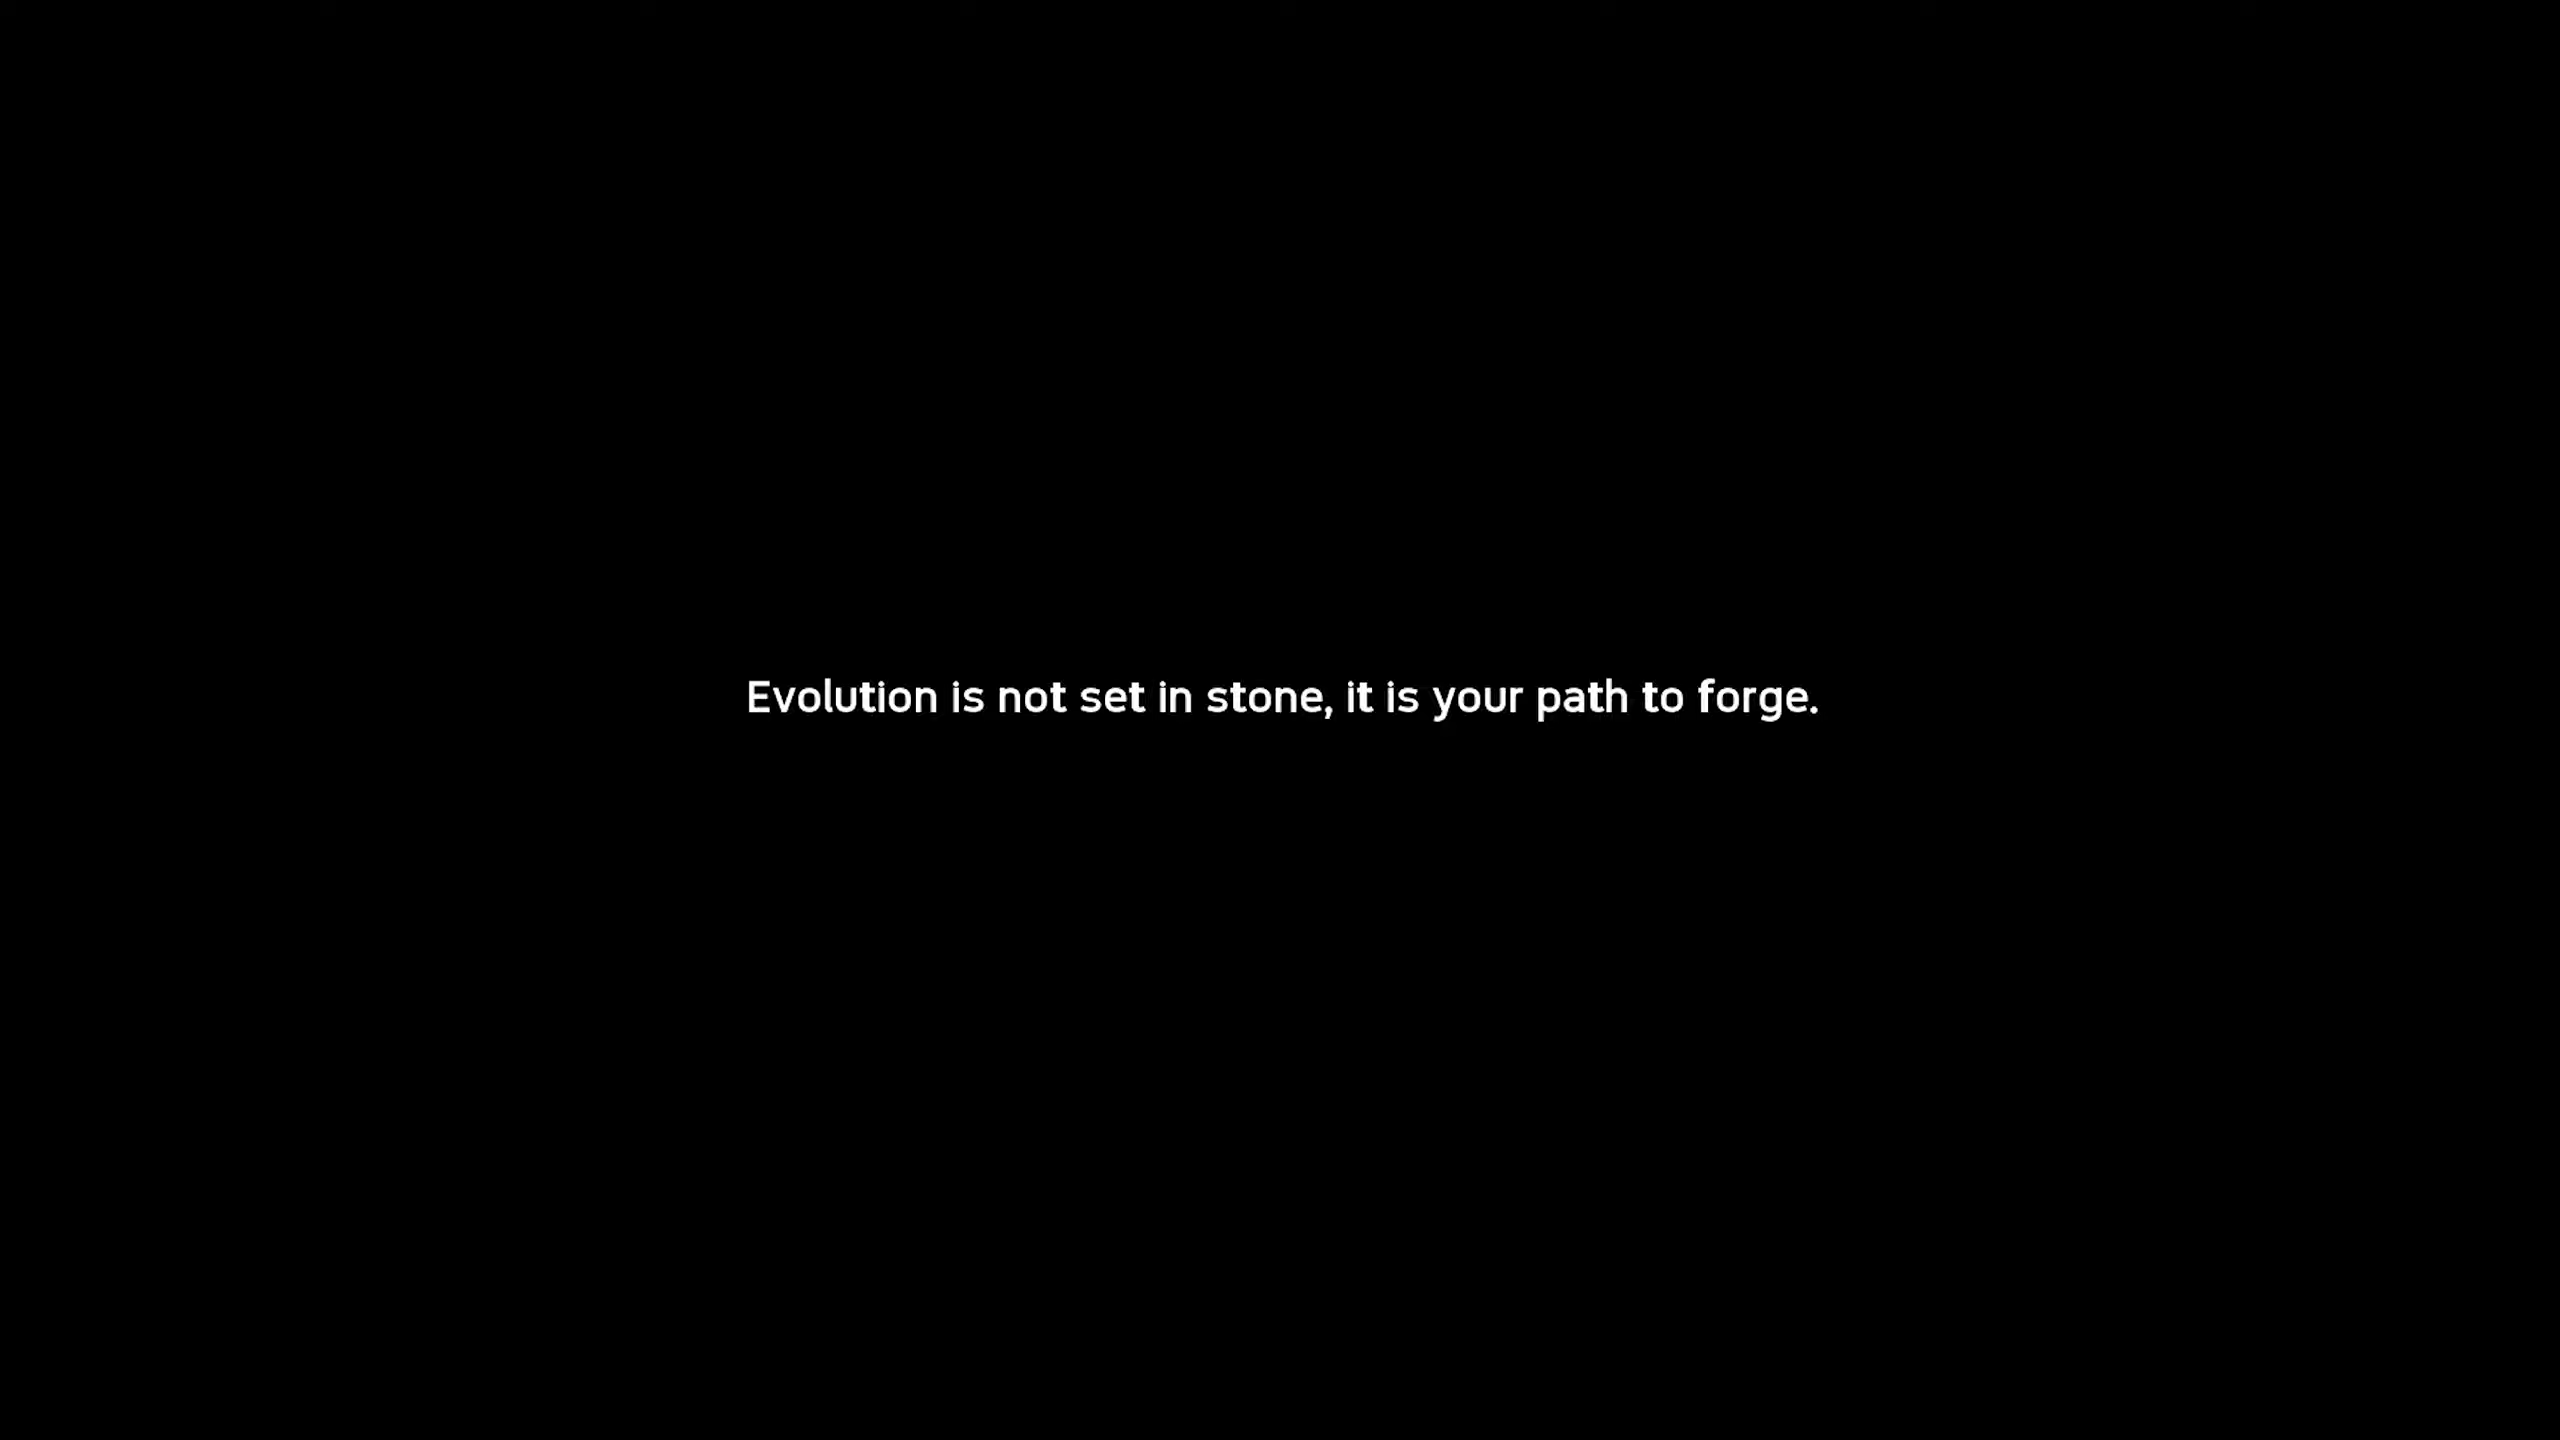 Evolution is not set in stone, it is your path to forge.